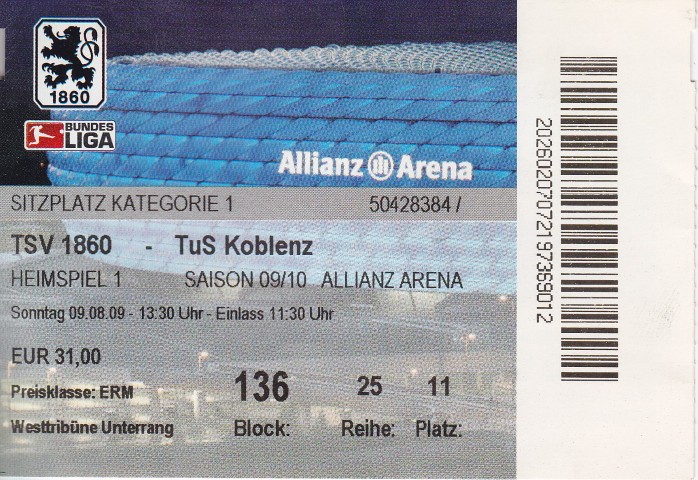 1860
BUNDES
LIGA
Allianz Arena
SITZPLATZ KATEGORIE 1 50428384 /
TSV 1860 - TuS Koblenz
HEIMSPIEL 1 SAISON 09/10 ALLIANZ ARENA
Sonntag 09.08.09 - 13:30 Uhr - Einlass 11:30 Uhr
EUR 31,00
Preisklasse: ERM 136 25 11
Westtribüne Unterrang Block: Reihe: Platz:
20260207072197369012